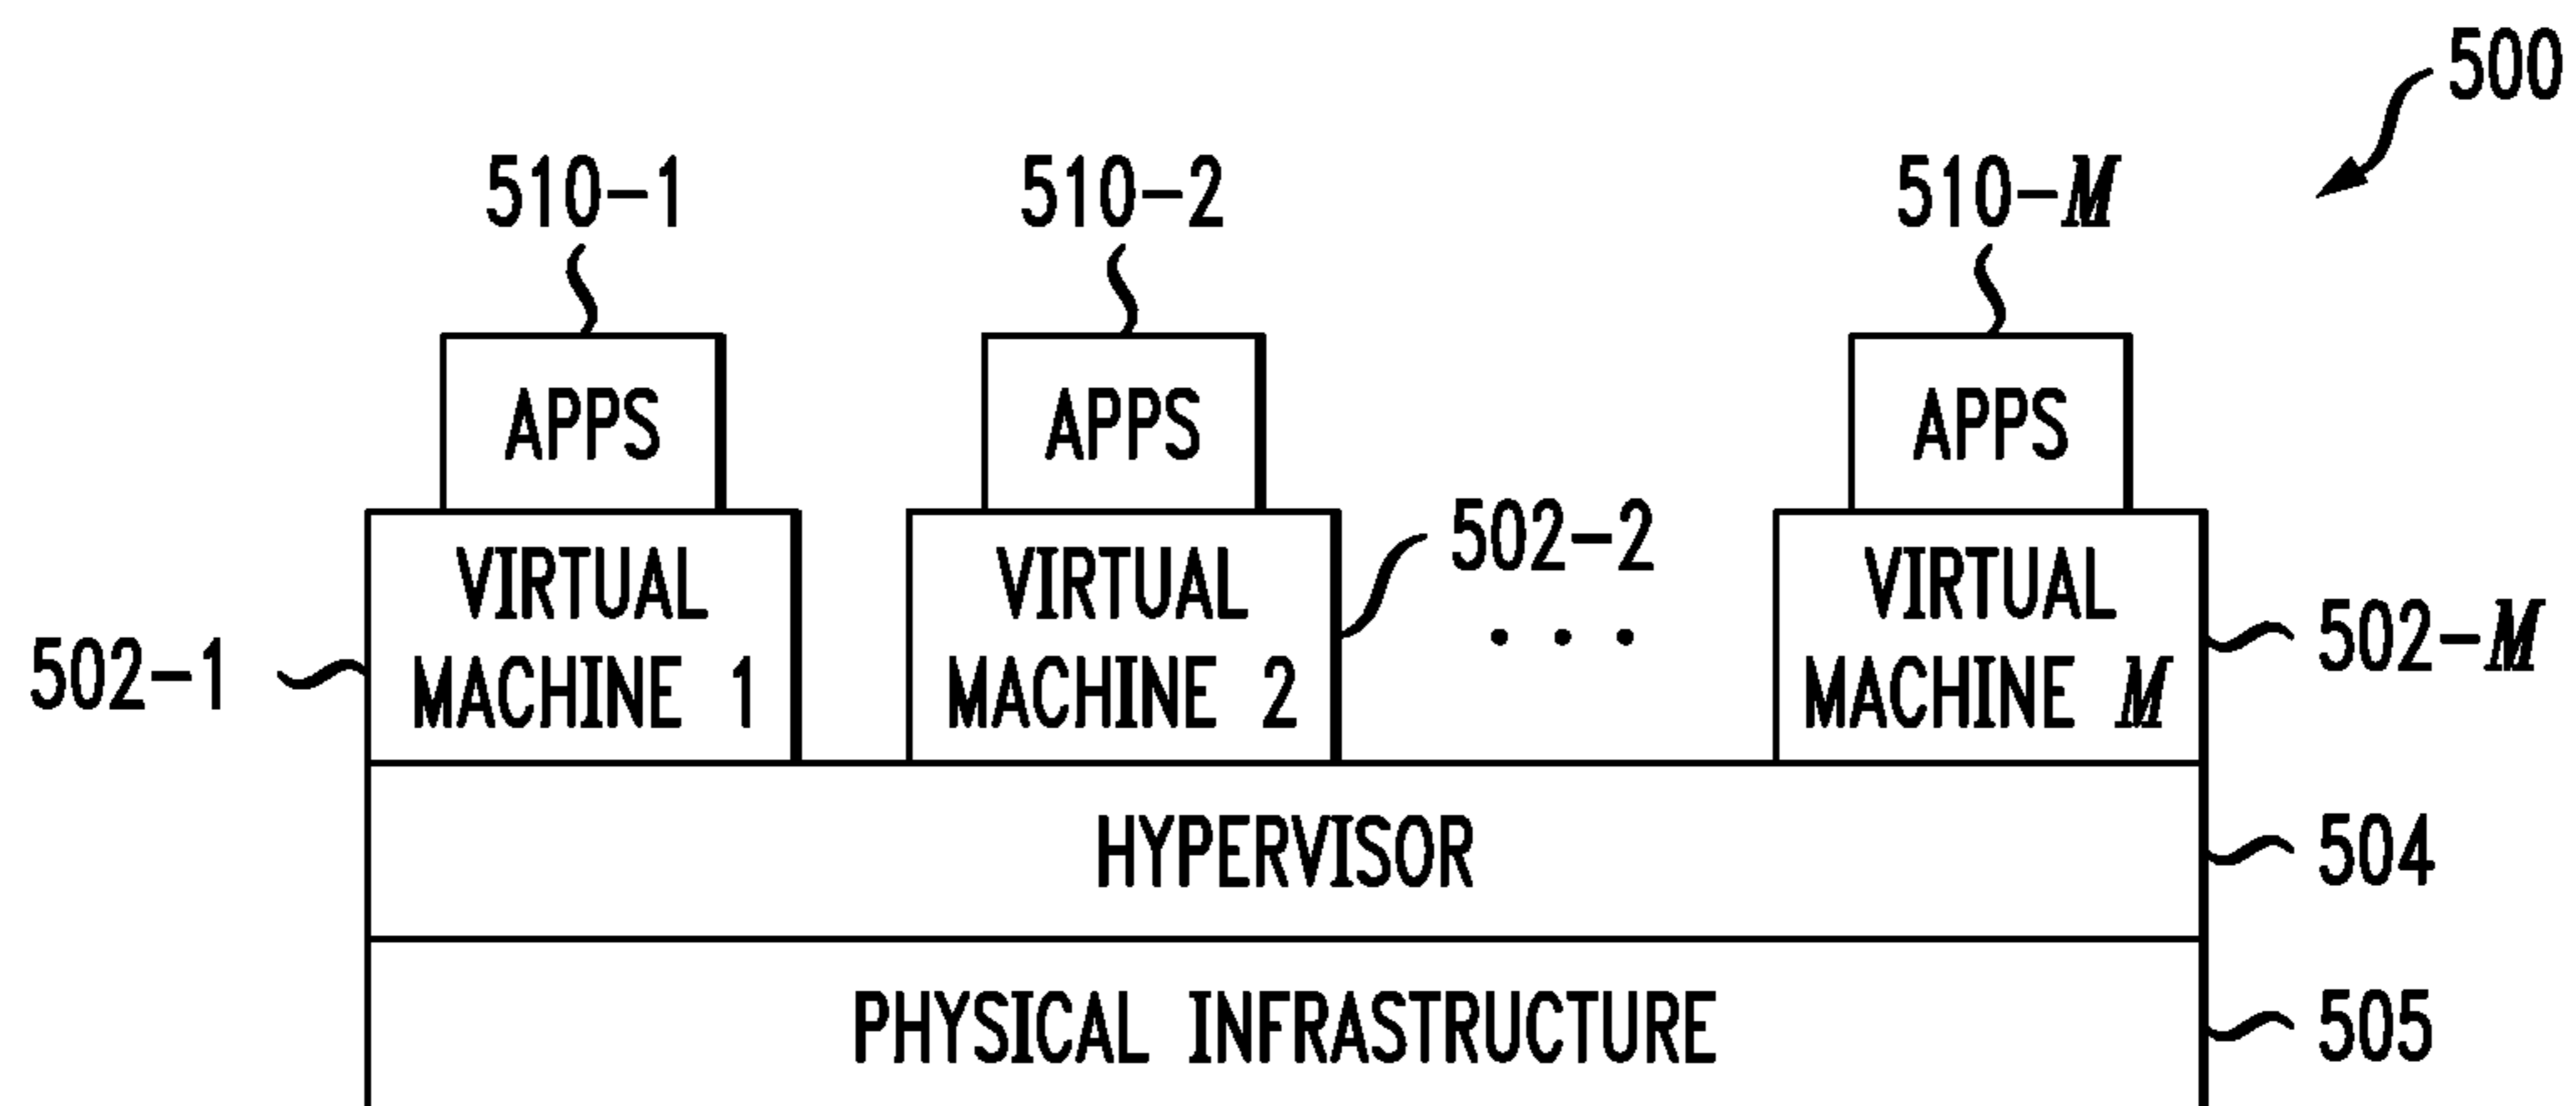 500
510-1
510-2
510-M
APPS
APPS
APPS
502-1
VIRTUAL
MACHINE 1
VIRTUAL
MACHINE 2
502-2
. . .
VIRTUAL
MACHINE M
502-M
HYPERVISOR
504
PHYSICAL INFRASTRUCTURE
505